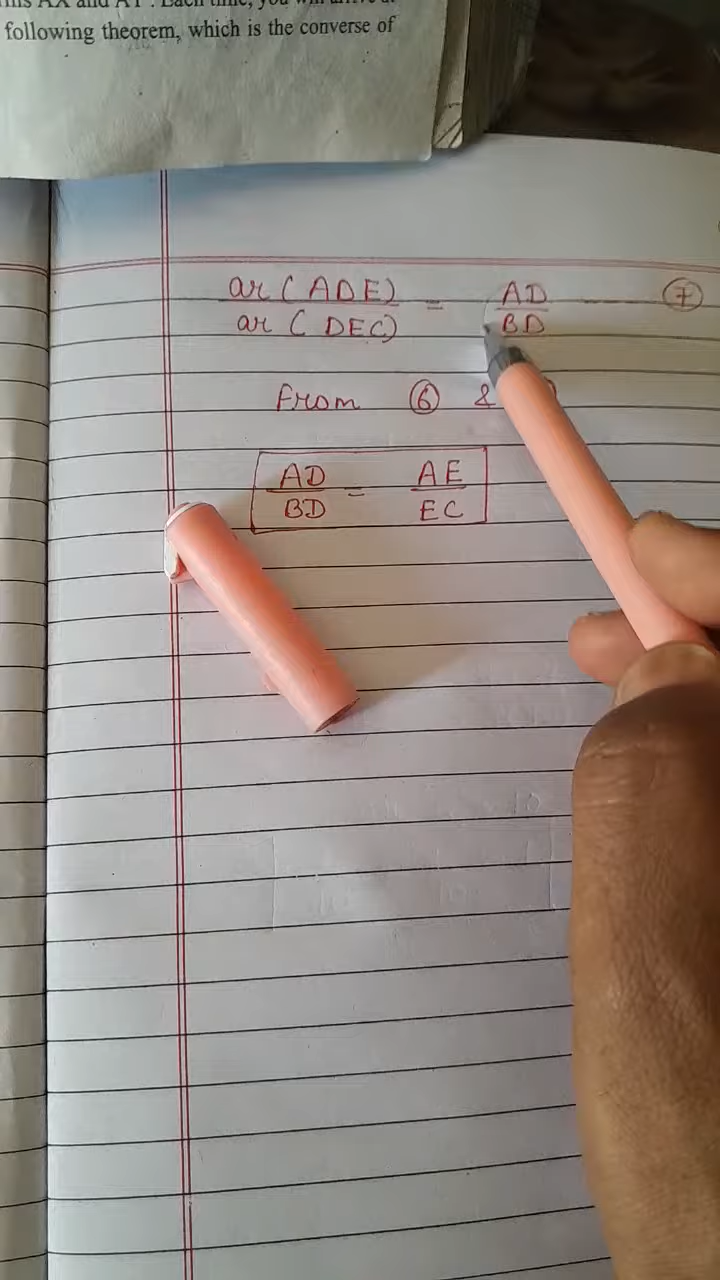 and
following theorem, which is the converse of
ar (ADE) / ar (DEC) = AD / BD ⑦
From ⑥ &
AD / BD = AE / EC